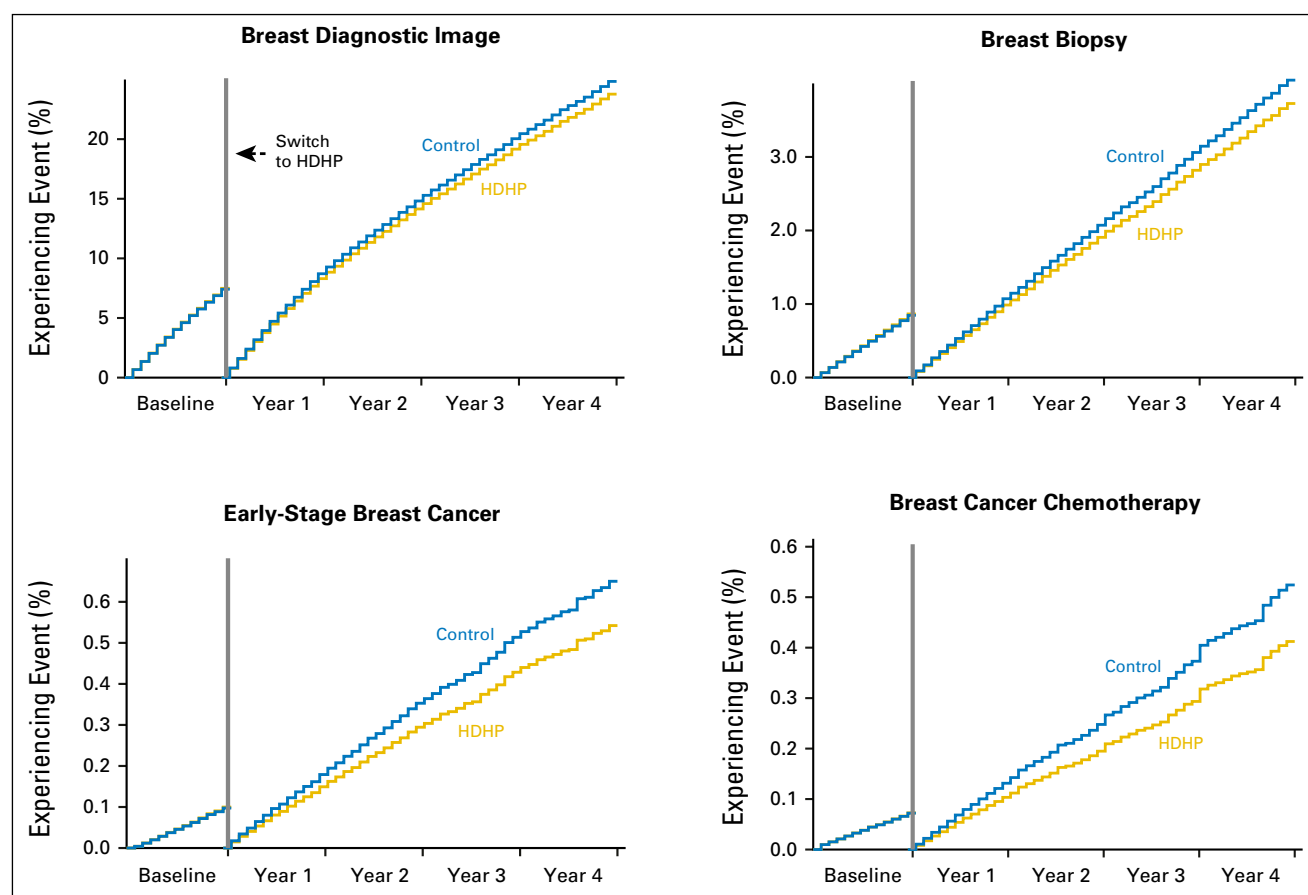 Breast Diagnostic Image
Experiencing Event (%)
20
15
10
5
0
Switch
to HDHP
Control
HDHP
Baseline Year 1 Year 2 Year 3 Year 4
Breast Biopsy
Experiencing Event (%)
3.0
2.0
1.0
0.0
Control
HDHP
Baseline Year 1 Year 2 Year 3 Year 4
Early-Stage Breast Cancer
Experiencing Event (%)
0.6
0.5
0.4
0.3
0.2
0.1
0.0
Control
HDHP
Baseline Year 1 Year 2 Year 3 Year 4
Breast Cancer Chemotherapy
Experiencing Event (%)
0.6
0.5
0.4
0.3
0.2
0.1
0.0
Control
HDHP
Baseline Year 1 Year 2 Year 3 Year 4